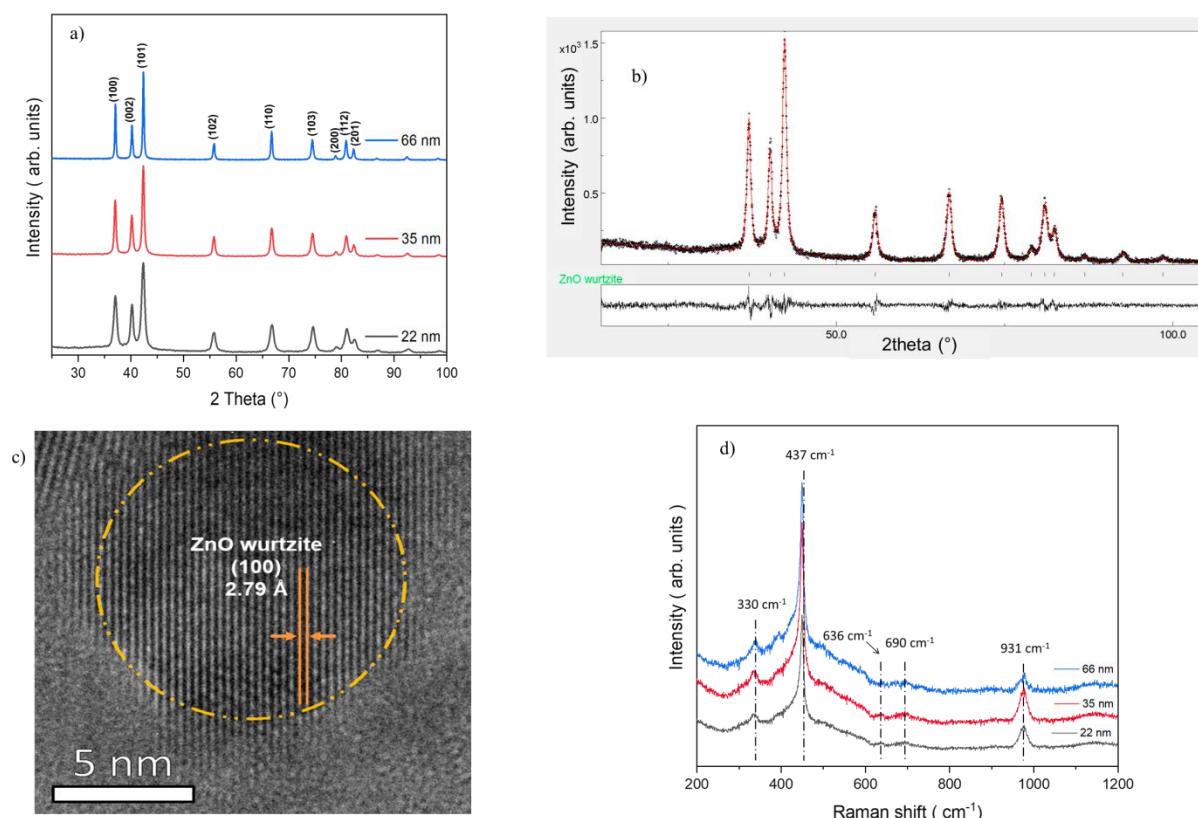 a)
Intensity ( arb. units)
(100)
(002)
(101)
(102)
(110)
(103)
(200)
(112)
(201)
66 nm
35 nm
22 nm
30 40 50 60 70 80 90 100
2 Theta (°)
b)
x10³ 1.5
1.0
0.5
Intensity (arb. units)
ZnO wurtzite
50.0 100.0
2theta (°)
c)
ZnO wurtzite
(100)
2.79 Å
5 nm
d)
Intensity ( arb. units)
437 cm⁻¹
330 cm⁻¹
636 cm⁻¹
690 cm⁻¹
931 cm⁻¹
66 nm
35 nm
22 nm
200 400 600 800 1000 1200
Raman shift ( cm⁻¹)